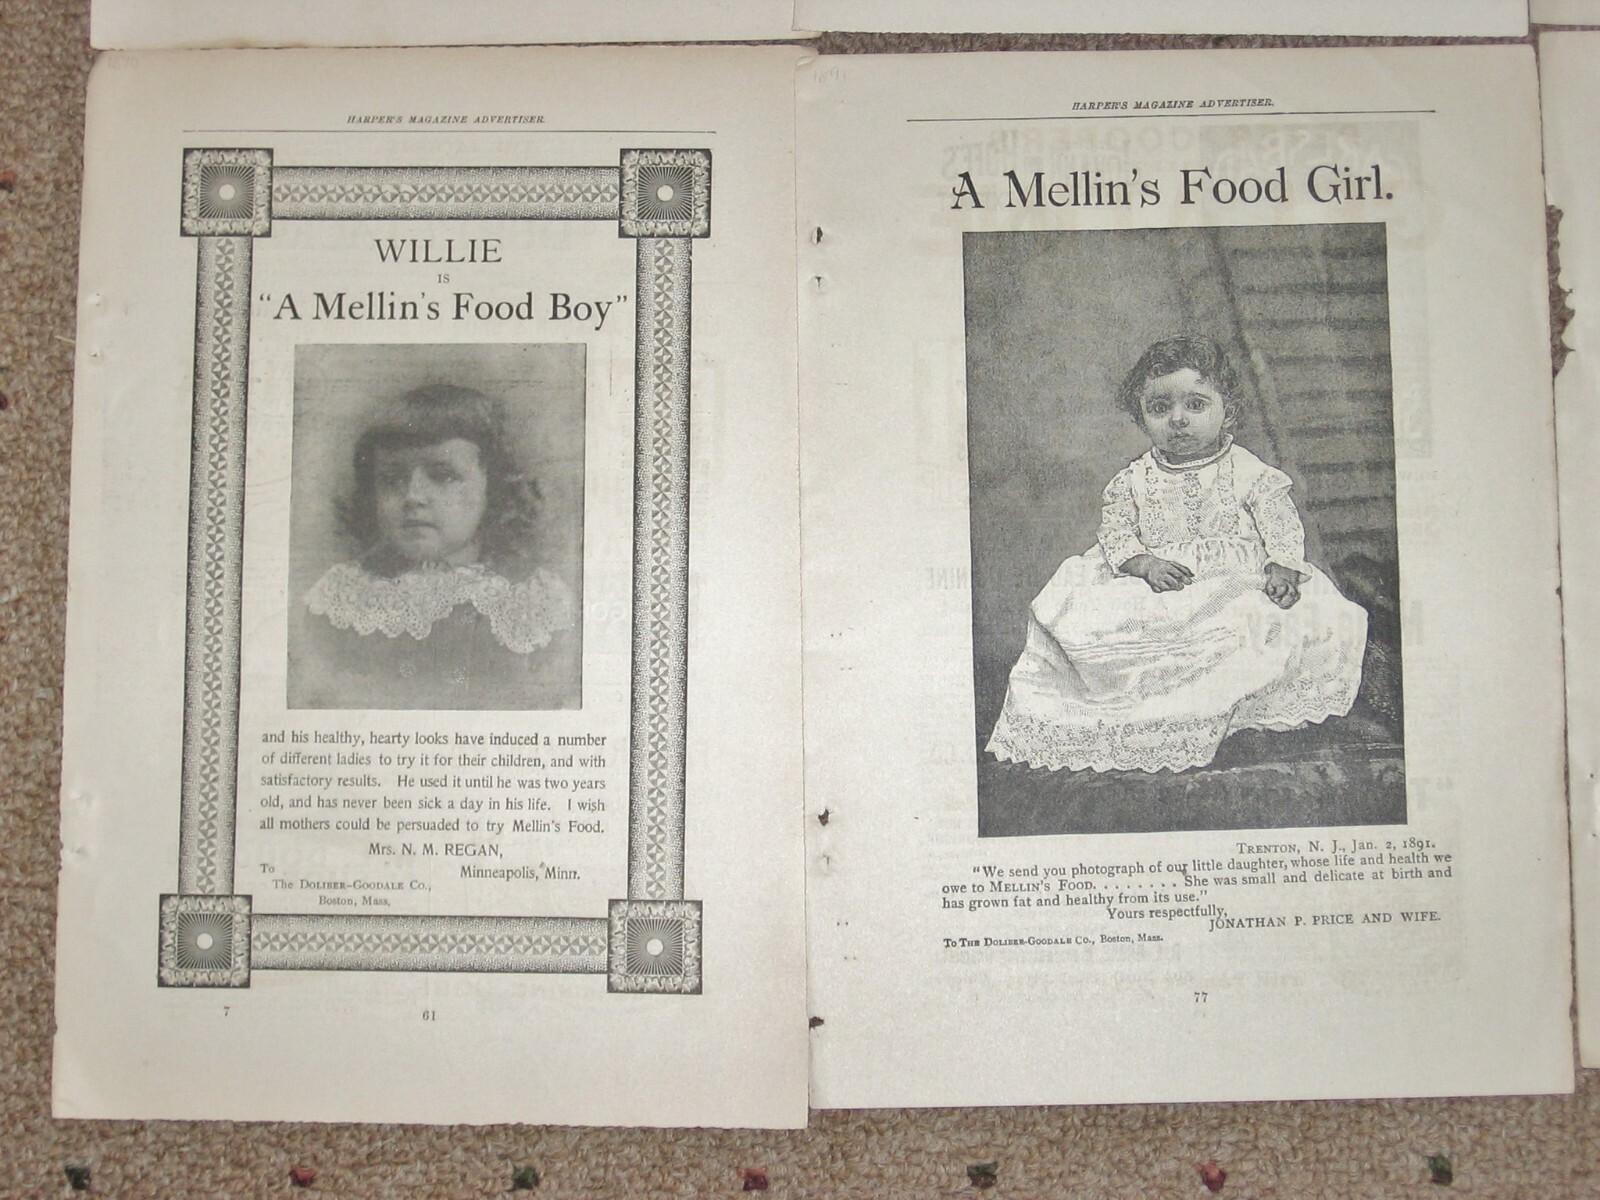 1890
HARPER'S MAGAZINE ADVERTISER.
WILLIE
IS
"A Mellin's Food Boy"
and his healthy, hearty looks have induced a number
of different ladies to try it for their children, and with
satisfactory results. He used it until he was two years
old, and has never been sick a day in his life. I wish
all mothers could be persuaded to try Mellin's Food.
Mrs. N. M. REGAN,
Minneapolis, Minn.
To
The DOLIBER-GOODALE Co.,
Boston, Mass.
7
61
1891
HARPER'S MAGAZINE ADVERTISER.
A Mellin's Food Girl.
TRENTON, N. J., Jan. 2, 1891.
"We send you photograph of our little daughter, whose life and health we
owe to MELLIN'S FOOD. . . . . . . . She was small and delicate at birth and
has grown fat and healthy from its use."
Yours respectfully,
JONATHAN P. PRICE AND WIFE.
To THE DOLIBER-GOODALE Co., Boston, Mass.
77